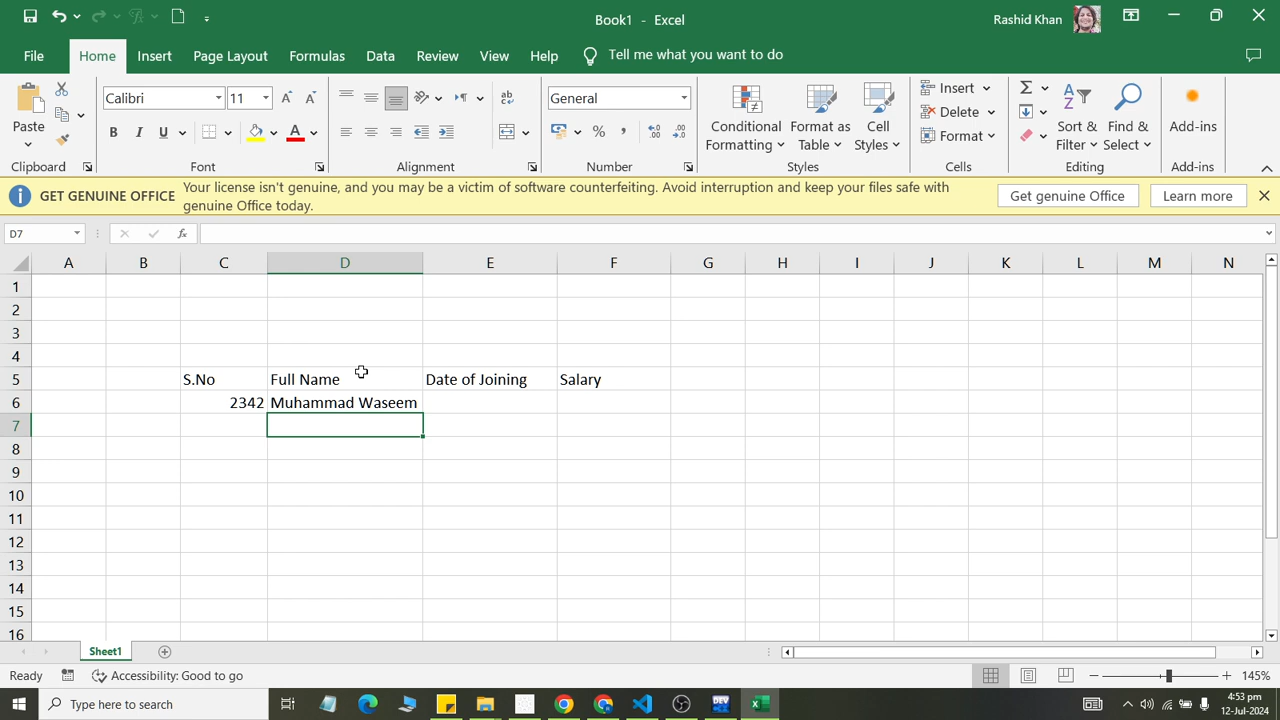 Book1 - Excel
Rashid Khan
File Home Insert Page Layout Formulas Data Review View Help Tell me what you want to do
Calibri 11
General
Paste
Conditional Formatting
Format as Table
Cell Styles
Insert
Delete
Format
Sort & Filter
Find & Select
Add-ins
Clipboard Font Alignment Number Styles Cells Editing Add-ins
GET GENUINE OFFICE Your license isn't genuine, and you may be a victim of software counterfeiting. Avoid interruption and keep your files safe with
genuine Office today.
Get genuine Office Learn more
D7 fx
A B C D E F G H I J K L M N
1
2
3
4
5 S.No Full Name Date of Joining Salary
6 2342 Muhammad Waseem
7
8
9
10
11
12
13
14
15
16
Sheet1
Ready Accessibility: Good to go 145%
Type here to search
DEV
4:53 pm
12-Jul-2024